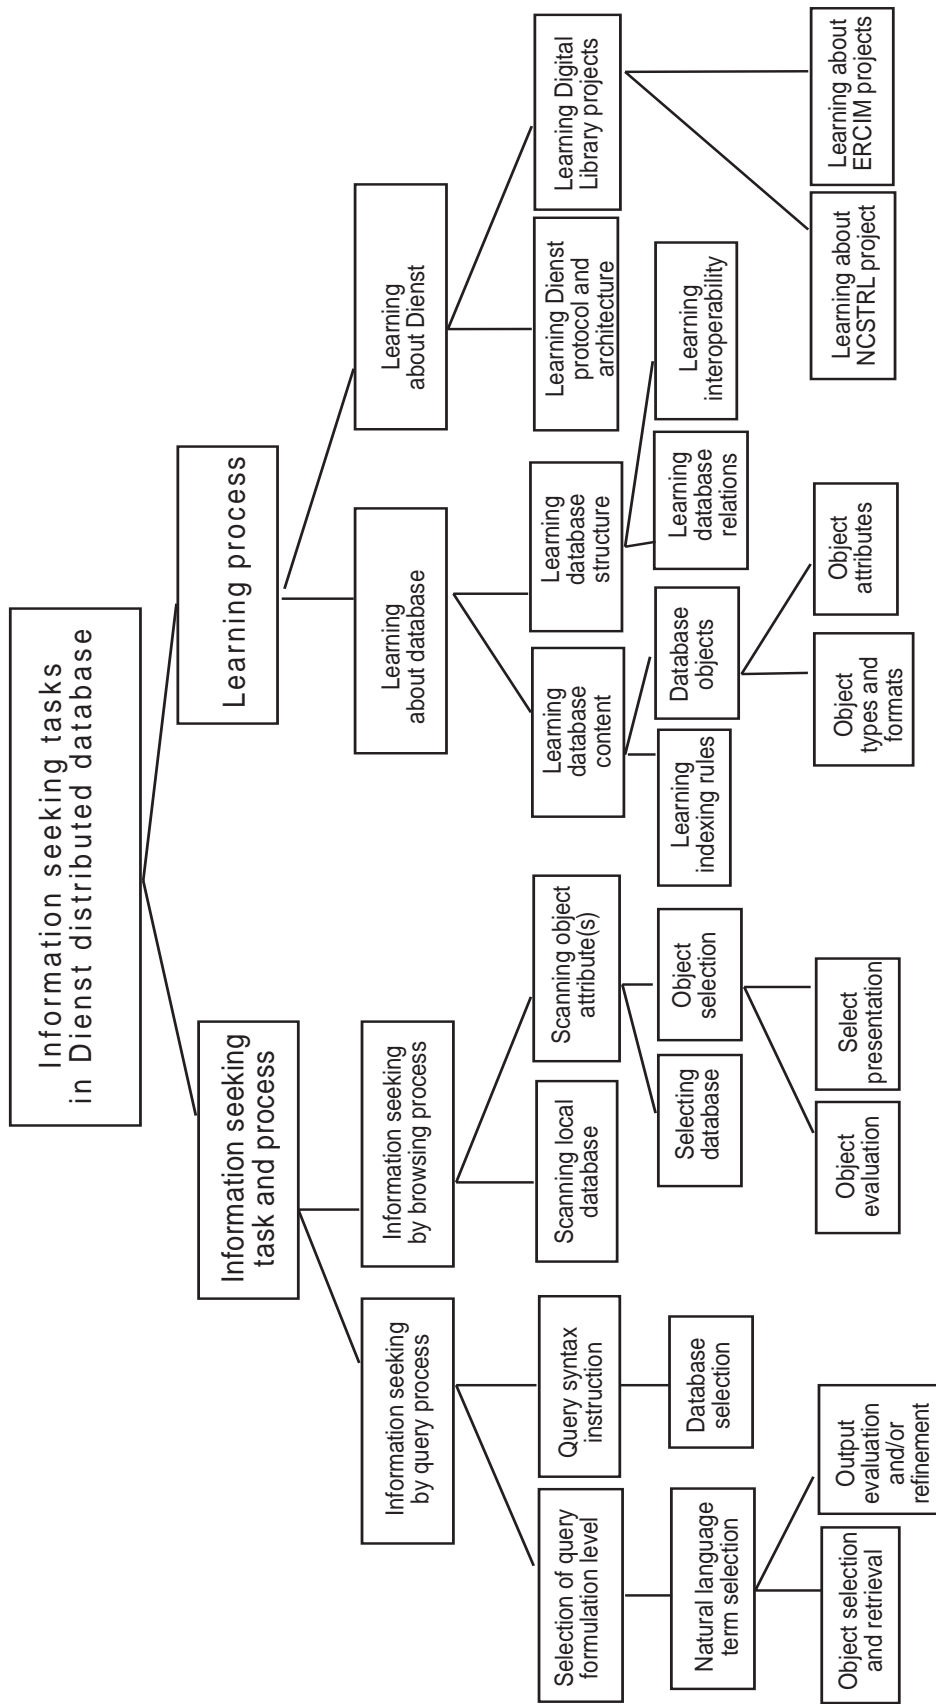 Information seeking tasks
in Dienst distributed database
Information seeking
task and process
Learning process
Information seeking
by query process
Information seeking
by browsing process
Learning
about database
Learning
about Dienst
Selection of query
formulation level
Query syntax
instruction
Scanning local
database
Scanning object
attribute(s)
Learning
database
content
Learning
database
structure
Learning Dienst
protocol and
architecture
Learning Digital
Library projects
Natural language
term selection
Database
selection
Selecting
database
Object
selection
Learning
indexing rules
Database
objects
Learning
database
relations
Learning
interoperability
Object selection
and retrieval
Output
evaluation
and/or
refinement
Object
evaluation
Select
presentation
Object
types and
formats
Object
attributes
Learning about
NCSTRL project
Learning about
ERCIM projects